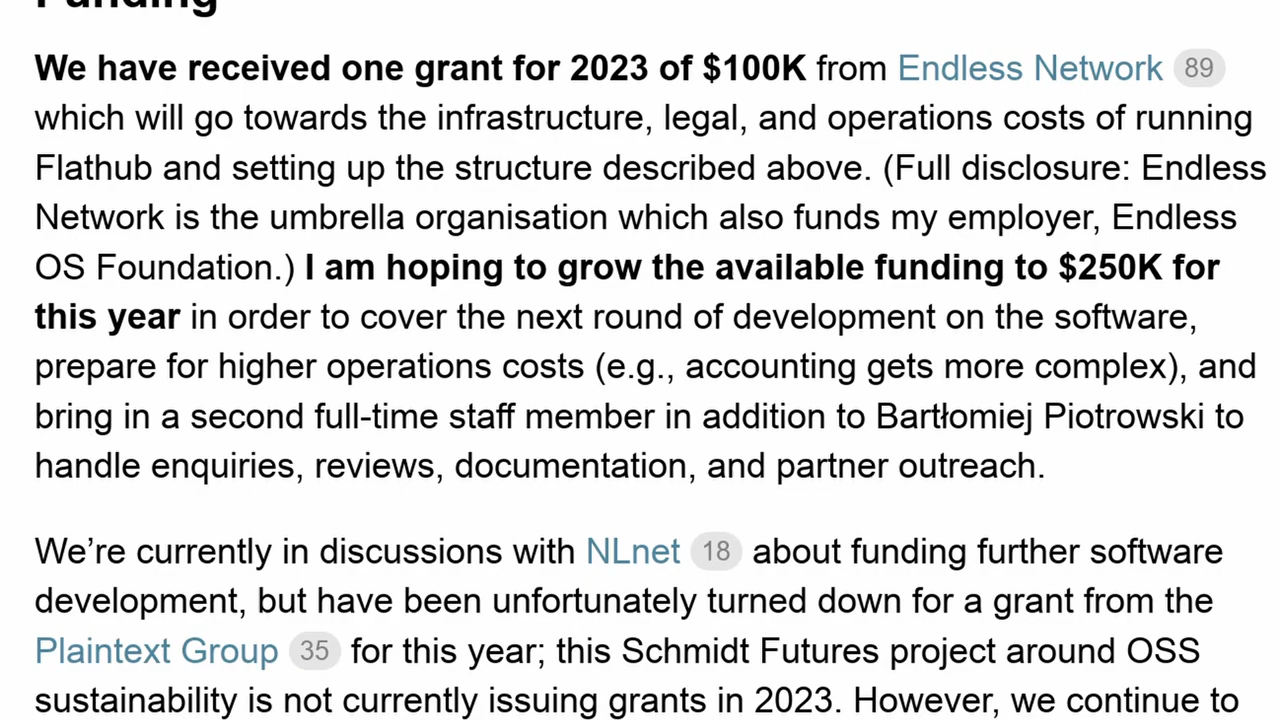 Funding
We have received one grant for 2023 of $100K from Endless Network 89
which will go towards the infrastructure, legal, and operations costs of running
Flathub and setting up the structure described above. (Full disclosure: Endless
Network is the umbrella organisation which also funds my employer, Endless
OS Foundation.) I am hoping to grow the available funding to $250K for
this year in order to cover the next round of development on the software,
prepare for higher operations costs (e.g., accounting gets more complex), and
bring in a second full-time staff member in addition to Bartłomiej Piotrowski to
handle enquiries, reviews, documentation, and partner outreach.
We’re currently in discussions with NLnet 18 about funding further software
development, but have been unfortunately turned down for a grant from the
Plaintext Group 35 for this year; this Schmidt Futures project around OSS
sustainability is not currently issuing grants in 2023. However, we continue to